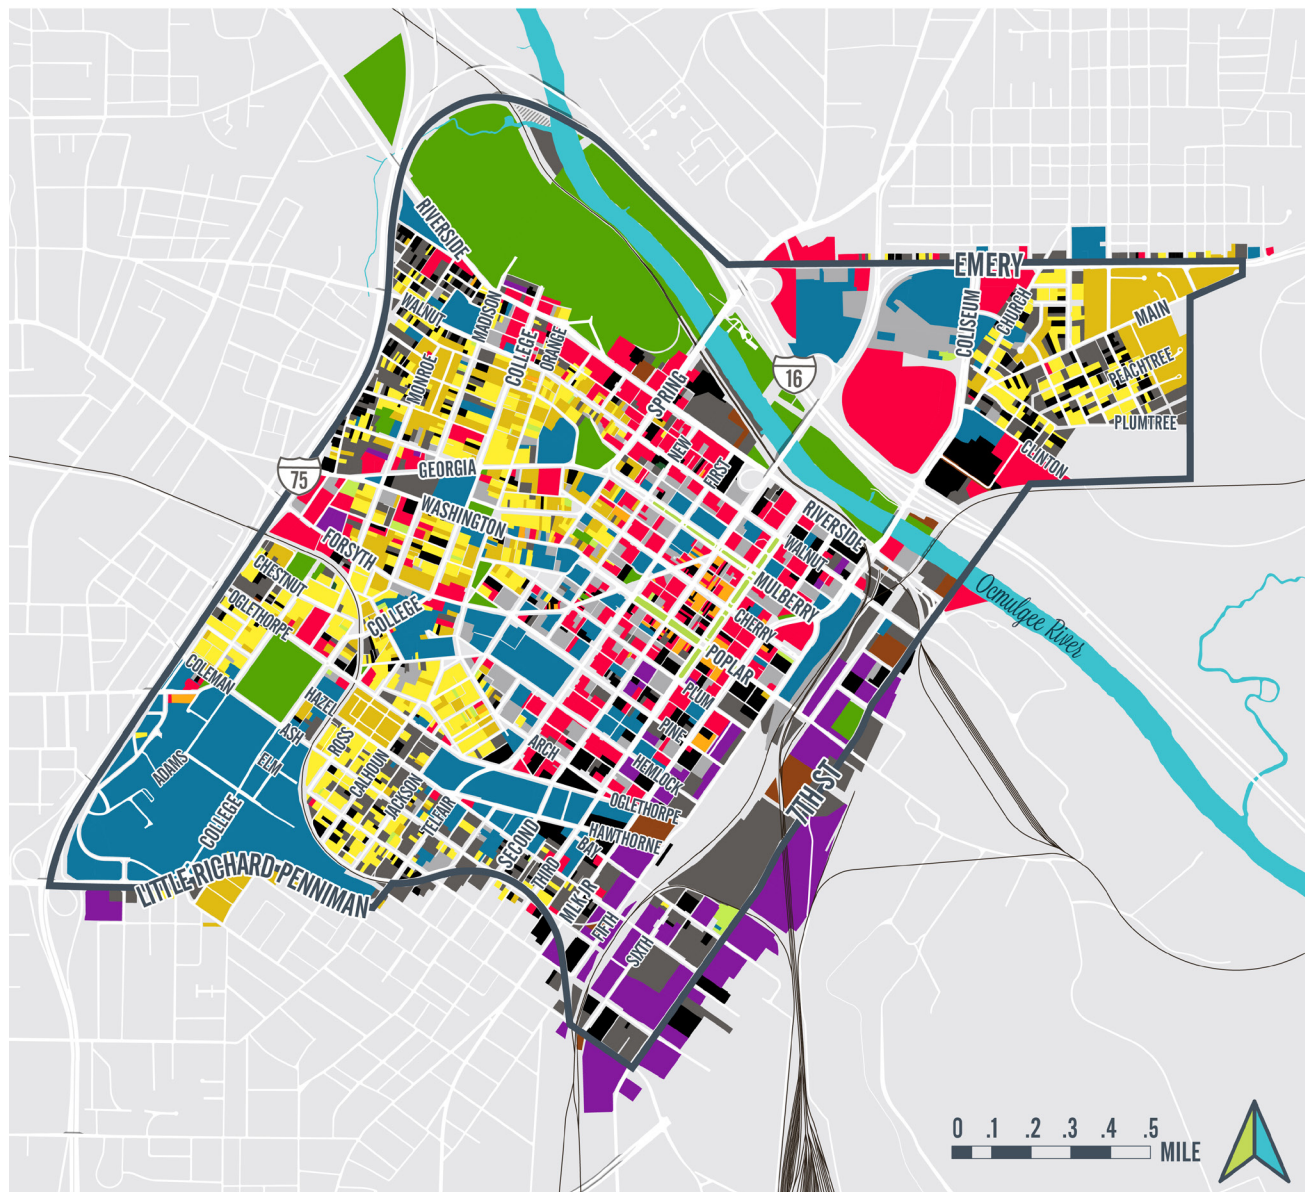 RIVERSIDE
EMERY
WALNUT
MADISON
COLLEGE
ORANGE
MONROE
COLISEUM
CHURCH
MAIN
PEACHTREE
PLUMTREE
CLINTON
16
SPRING
NEW
FIRST
75
GEORGIA
WASHINGTON
RIVERSIDE
WALNUT
FORSYTH
CHESTNUT
OGLETHORPE
COLLEGE
MULBERRY
CHERRY
POPLAR
Ocmulgee River
COLEMAN
HAZEL
ASH
ELM
ROSS
PLUM
PINE
ARCH
HEMLOCK
ADAMS
CALHOUN
JACKSON
TELFAIR
OGLETHORPE
HAWTHORNE
7TH ST
COLLEGE
SECOND
THIRD
BAY
MLK JR
FIFTH
SIXTH
LITTLE RICHARD PENNIMAN
0 .1 .2 .3 .4 .5
MILE